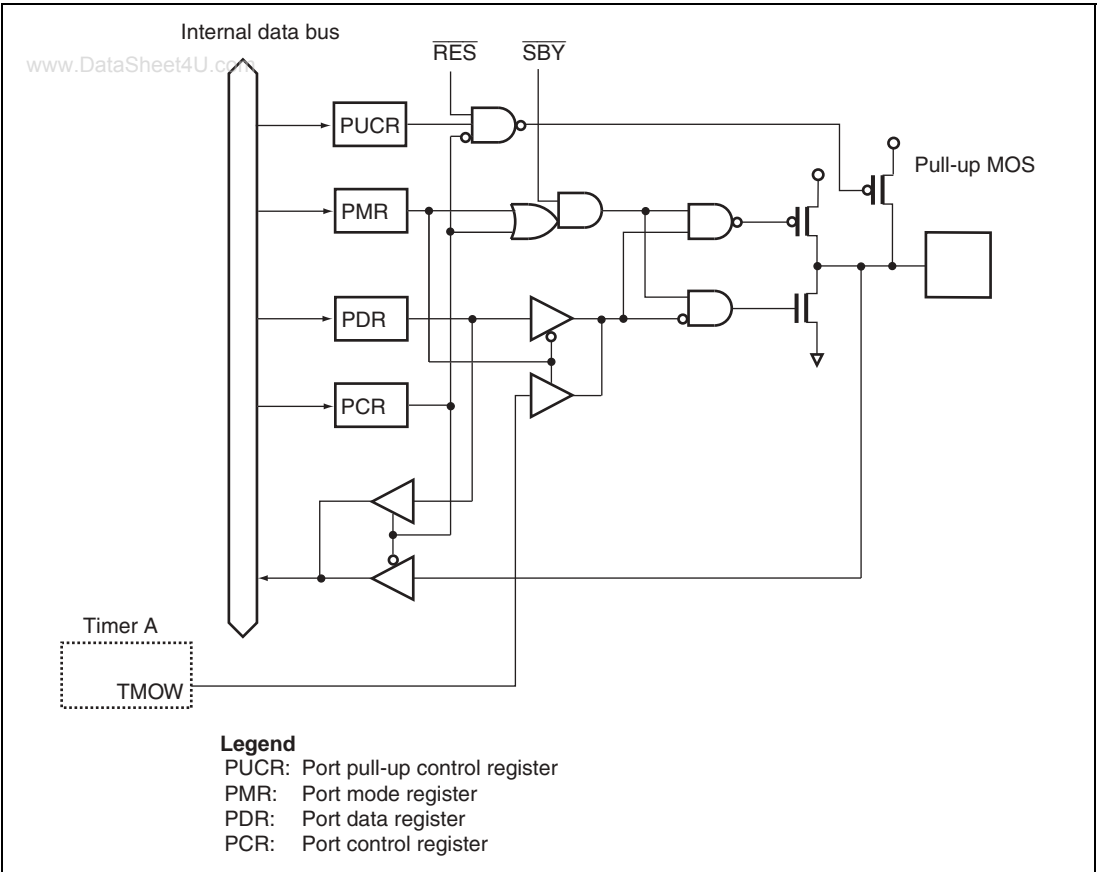 Internal data bus
www.DataSheet4U.com
RES
SBY
PUCR
Pull-up MOS
PMR
PDR
PCR
Timer A
TMOW
Legend
PUCR: Port pull-up control register
PMR: Port mode register
PDR: Port data register
PCR: Port control register